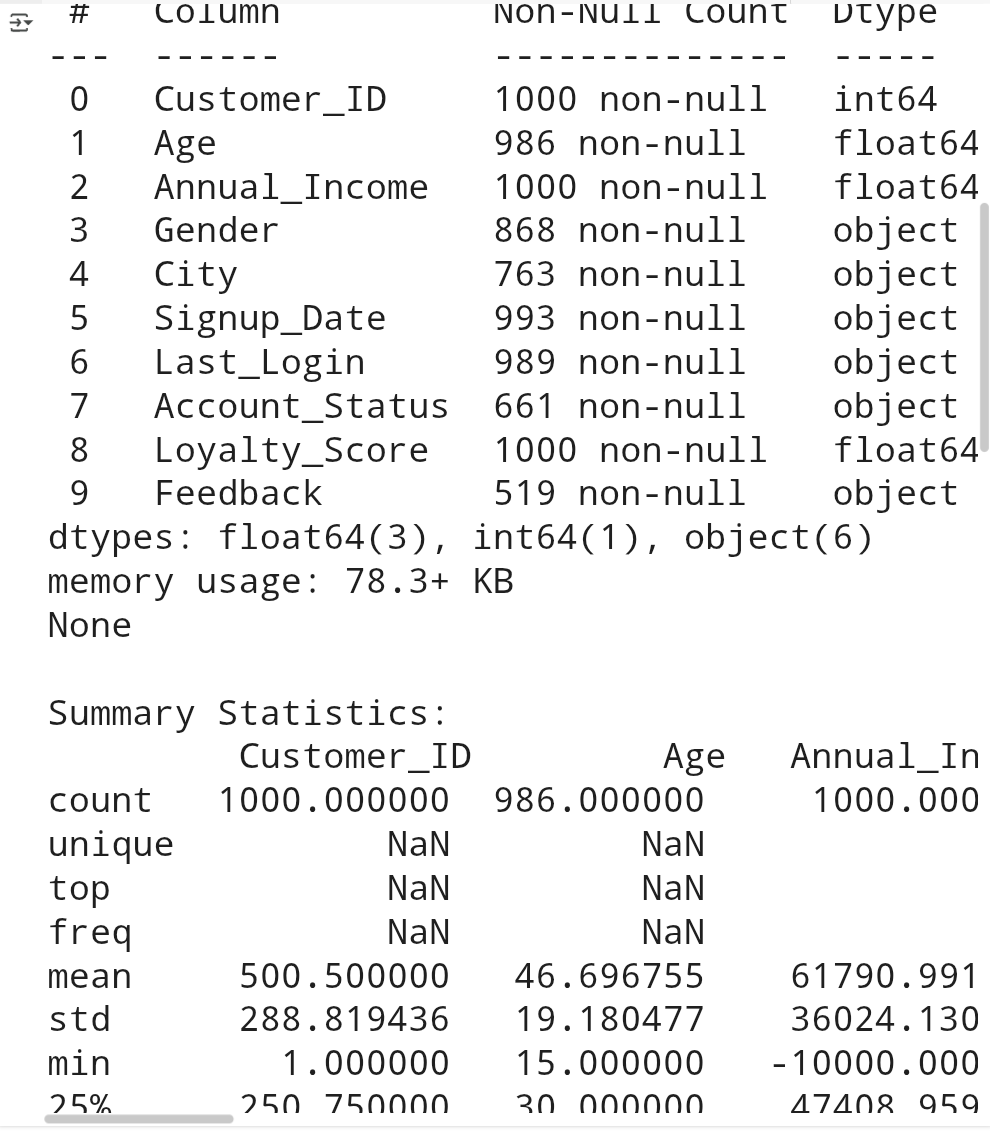 #   Column          Non-Null Count  Dtype
---  ------          --------------  -----
0   Customer_ID     1000 non-null   int64
1   Age             986 non-null    float64
2   Annual_Income   1000 non-null   float64
3   Gender          868 non-null    object
4   City            763 non-null    object
5   Signup_Date     993 non-null    object
6   Last_Login      989 non-null    object
7   Account_Status  661 non-null    object
8   Loyalty_Score   1000 non-null   float64
9   Feedback        519 non-null    object
dtypes: float64(3), int64(1), object(6)
memory usage: 78.3+ KB
None
Summary Statistics:
Customer_ID         Age   Annual_In
count   1000.000000  986.000000     1000.000
unique          NaN         NaN
top             NaN         NaN
freq            NaN         NaN
mean     500.500000   46.696755    61790.991
std      288.819436   19.180477    36024.130
min        1.000000   15.000000   -10000.000
25%      250.750000   30.000000    47408.959